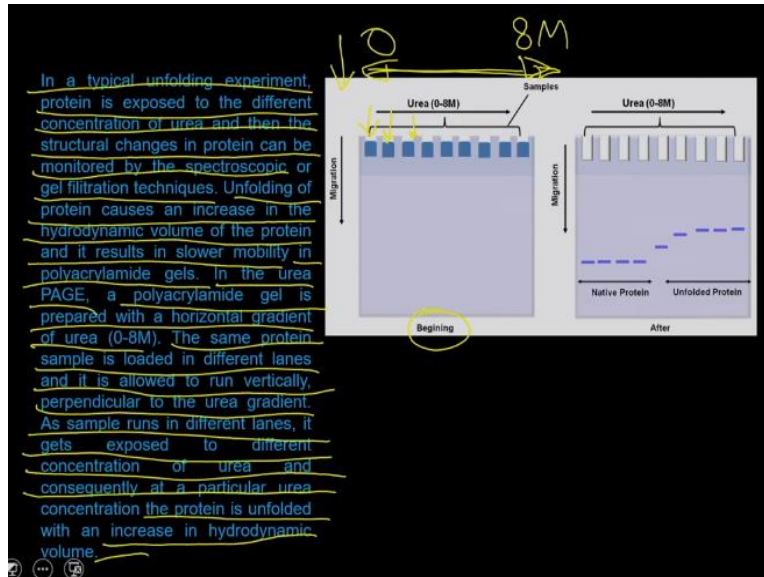 In a typical unfolding experiment,
protein is exposed to the different
concentration of urea and then the
structural changes in protein can be
monitored by the spectroscopic or
gel filitration techniques. Unfolding of
protein causes an increase in the
hydrodynamic volume of the protein
and it results in slower mobility in
polyacrylamide gels. In the urea
PAGE, a polyacrylamide gel is
prepared with a horizontal gradient
of urea (0-8M). The same protein
sample is loaded in different lanes
and it is allowed to run vertically,
perpendicular to the urea gradient.
As sample runs in different lanes, it
gets exposed to different
concentration of urea and
consequently at a particular urea
concentration the protein is unfolded
with an increase in hydrodynamic
volume.
0
8M
Samples
Urea (0-8M)
Migration
Begining
Urea (0-8M)
Migration
Native Protein
Unfolded Protein
After